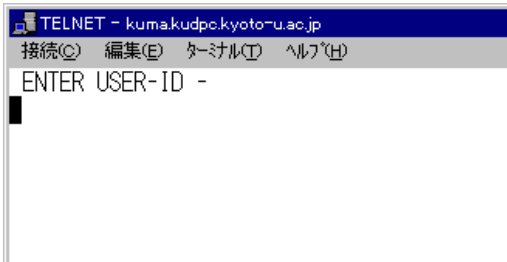 TELNET - kuma.kudpc.kyoto-u.ac.jp
接続(C) 編集(E) ﾀｰﾐﾅﾙ(T) ﾍﾙﾌﾟ(H)
ENTER USER-ID -